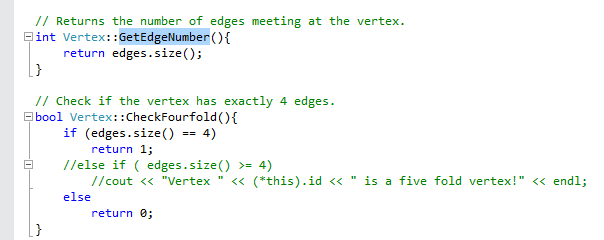 // Returns the number of edges meeting at the vertex.
int Vertex::GetEdgeNumber(){
    return edges.size();
}

// Check if the vertex has exactly 4 edges.
bool Vertex::CheckFourfold(){
    if (edges.size() == 4)
        return 1;
    //else if ( edges.size() >= 4)
        //cout << "Vertex " << (*this).id << " is a five fold vertex!" << endl;
    else
        return 0;
}